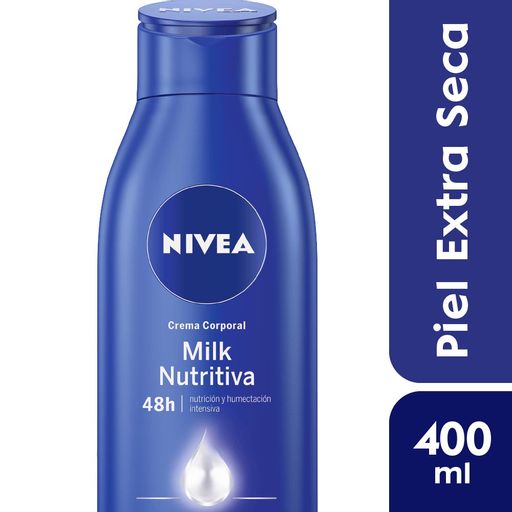 NIVEA
NIVEA
Crema Corporal
Milk
Nutritiva
48h
nutrición y humectación
intensiva
Piel Extra Seca
400
ml